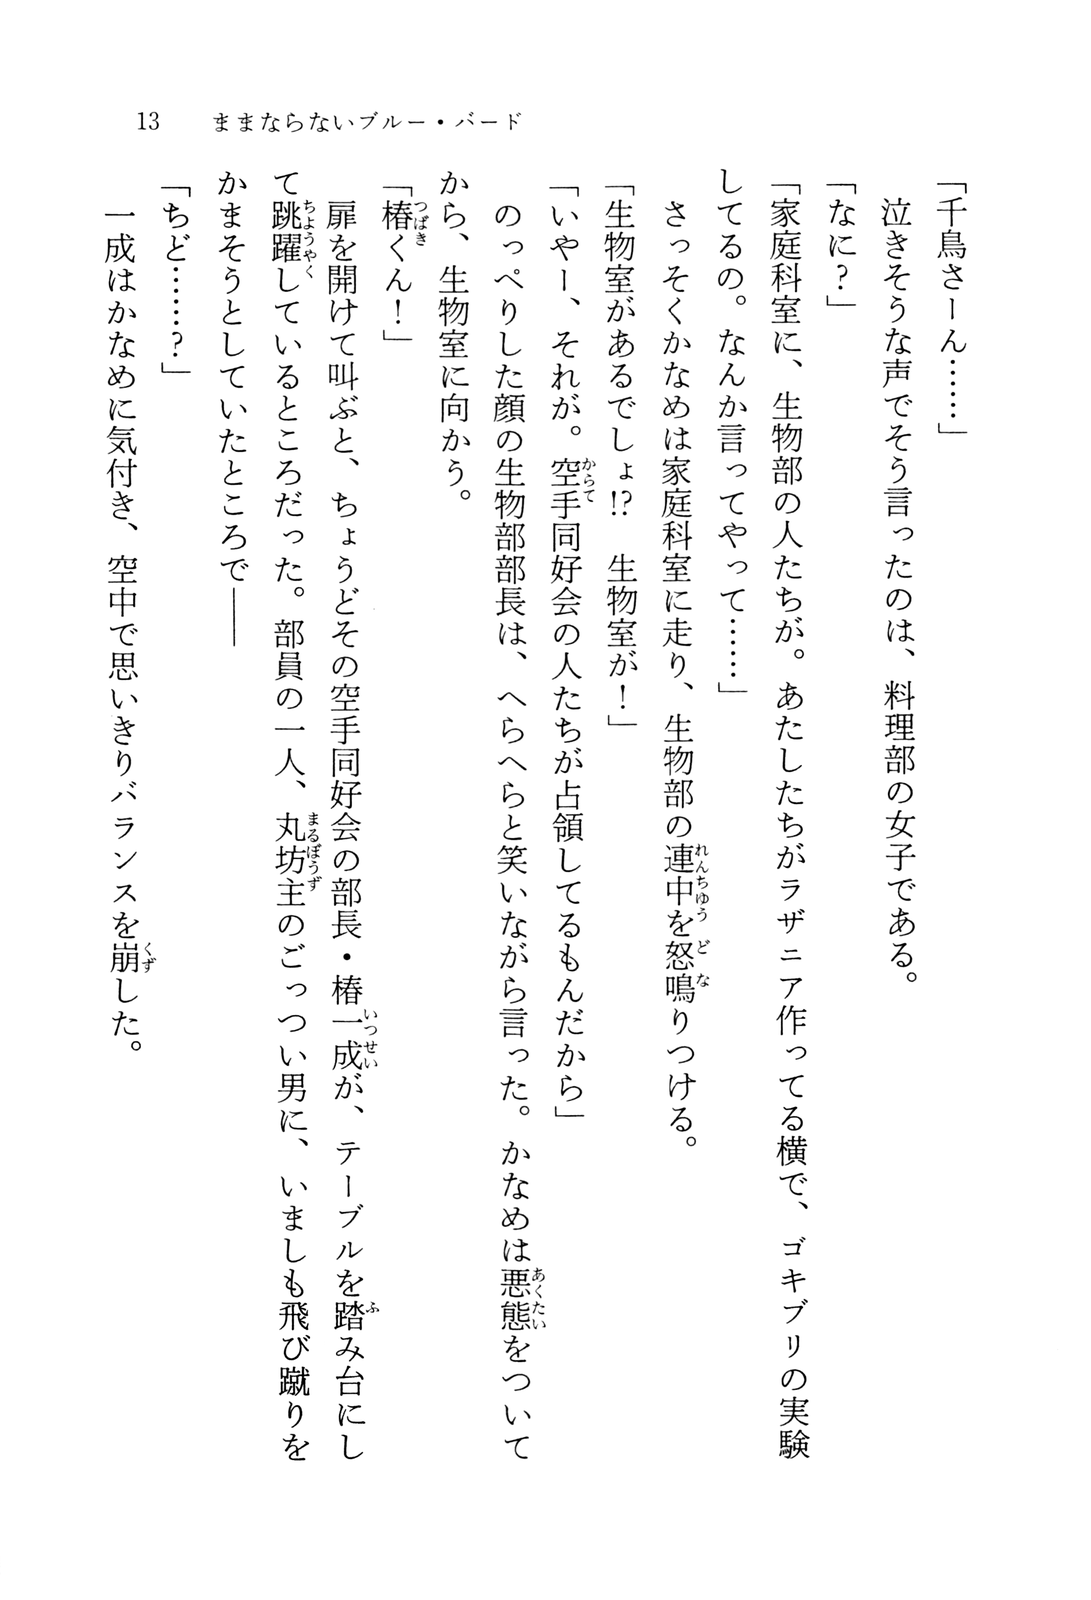 13　ままならないブルー・バード
「千鳥さーん……」
　泣きそうな声でそう言ったのは、料理部の女子である。
「なに？」
「家庭科室に、生物部の人たちが。あたしたちがラザニア作ってる横で、ゴキブリの実験
してるの。なんか言ってやって……」
　さっそくかなめは家庭科室に走り、生物部の連中を怒鳴りつける。
「生物室があるでしょ!?　生物室が！」
「いやー、それが。空手同好会の人たちが占領してるもんだから」
　のっぺりした顔の生物部部長は、へらへらと笑いながら言った。かなめは悪態をついて
から、生物室に向かう。
「椿くん！」
　扉を開けて叫ぶと、ちょうどその空手同好会の部長・椿一成が、テーブルを踏み台にし
て跳躍しているところだった。部員の一人、丸坊主のごっつい男に、いましも飛び蹴りを
かまそうとしていたところで――
「ちど……？」
　一成はかなめに気付き、空中で思いきりバランスを崩した。